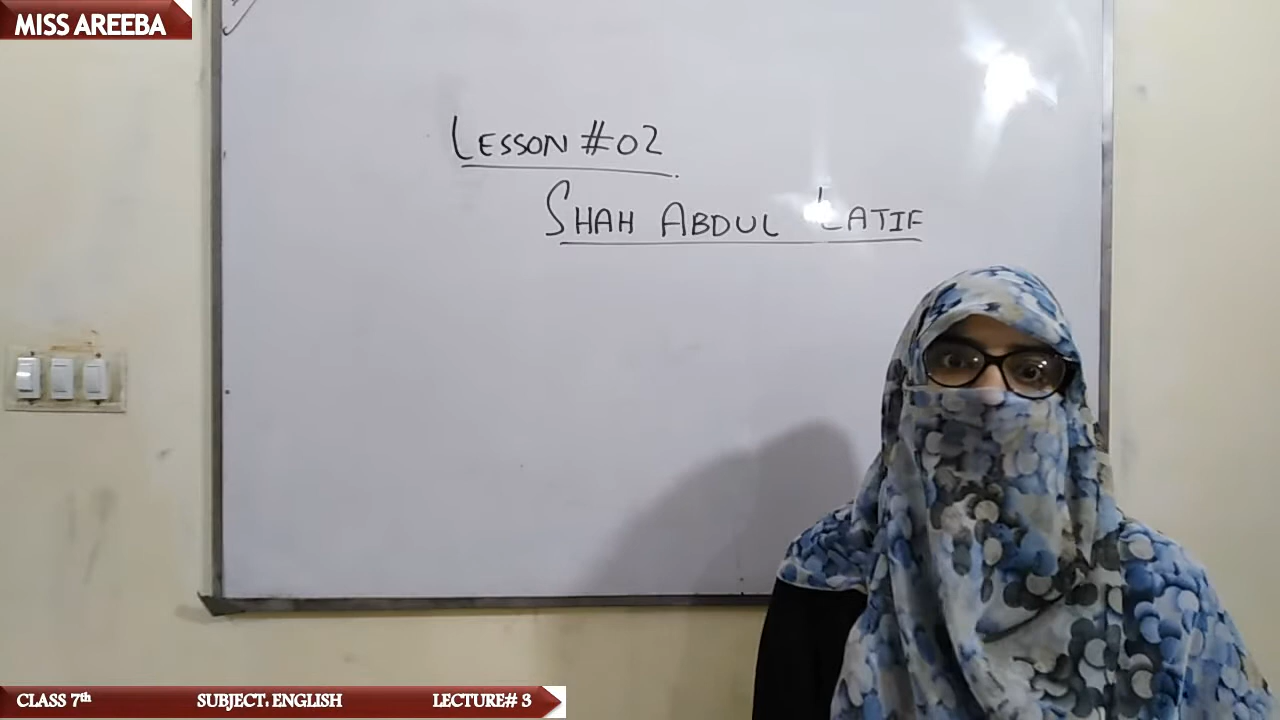 MISS AREEBA
LESSON #02
SHAH ABDUL LATIF
CLASS 7th SUBJECT. ENGLISH LECTURE# 3